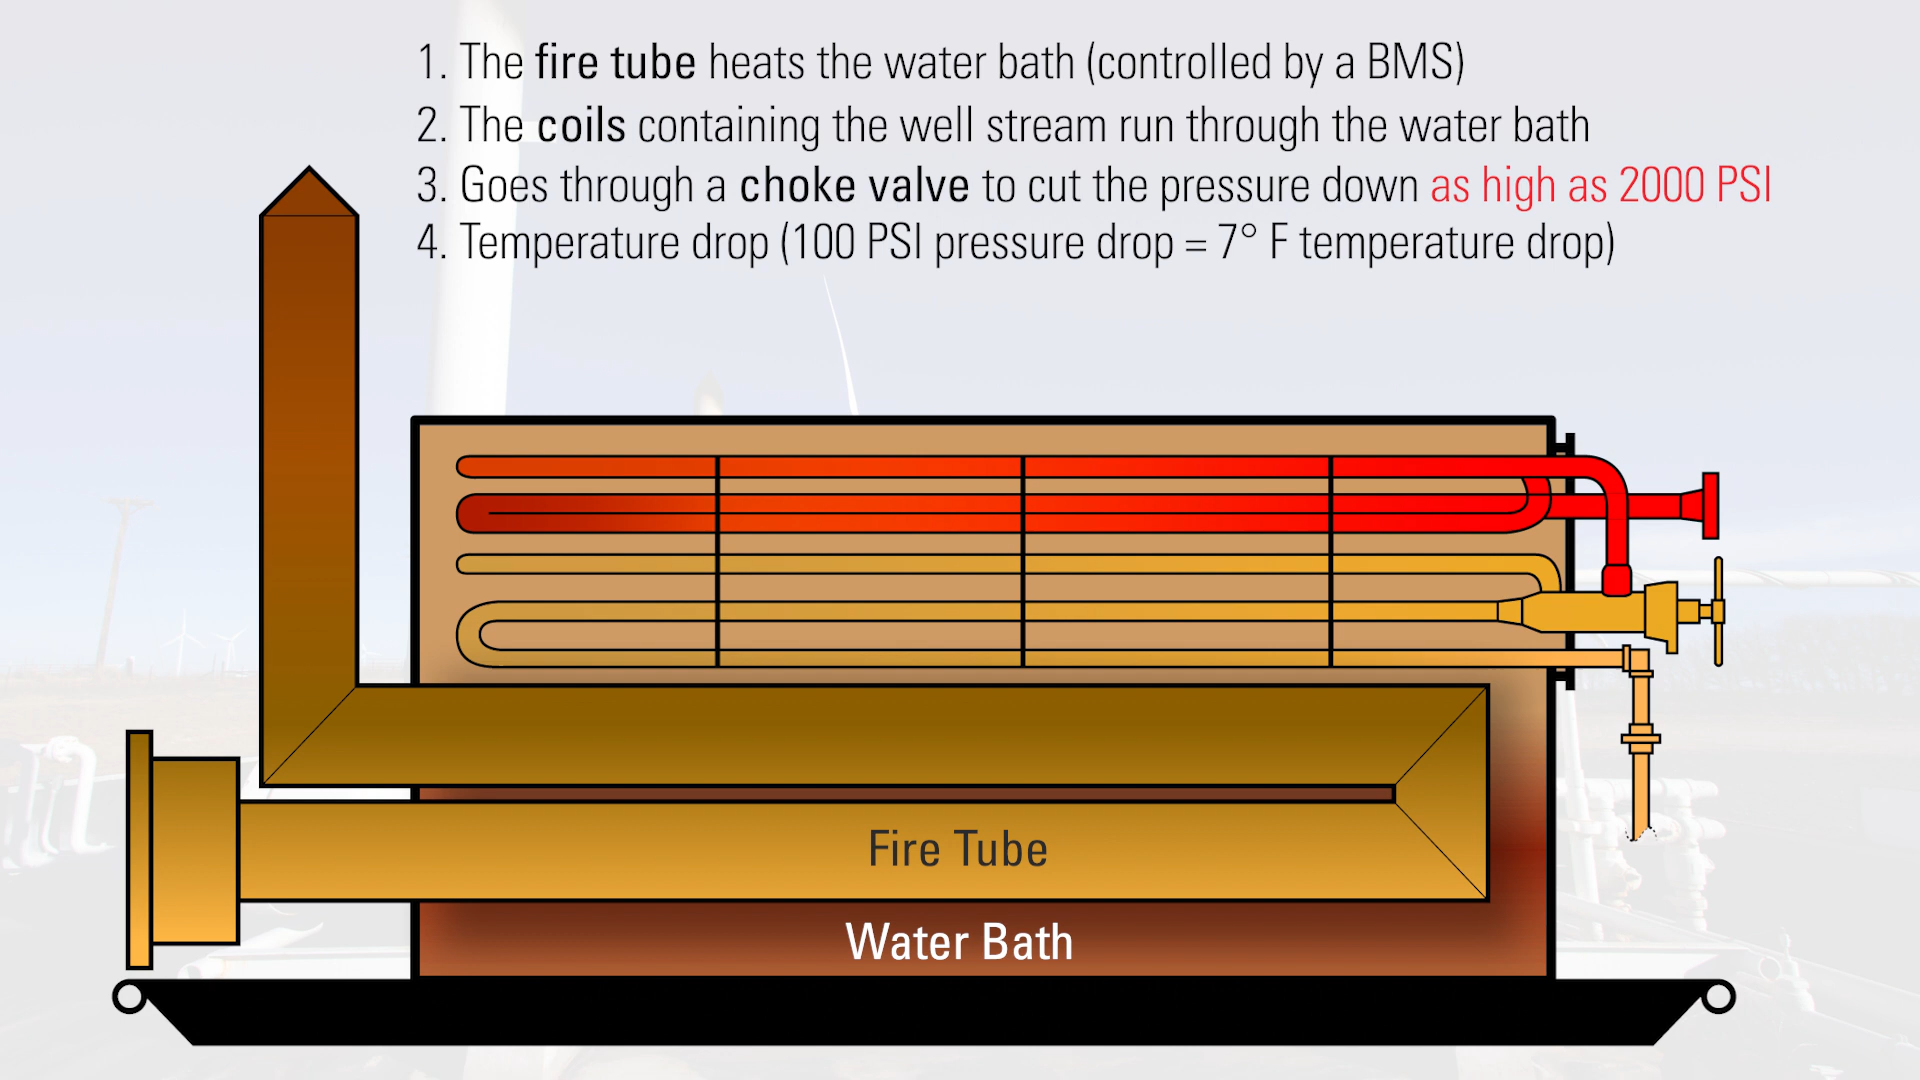 1. The fire tube heats the water bath (controlled by a BMS)
2. The coils containing the well stream run through the water bath
3. Goes through a choke valve to cut the pressure down as high as 2000 PSI
4. Temperature drop (100 PSI pressure drop = 7° F temperature drop)
Fire Tube
Water Bath